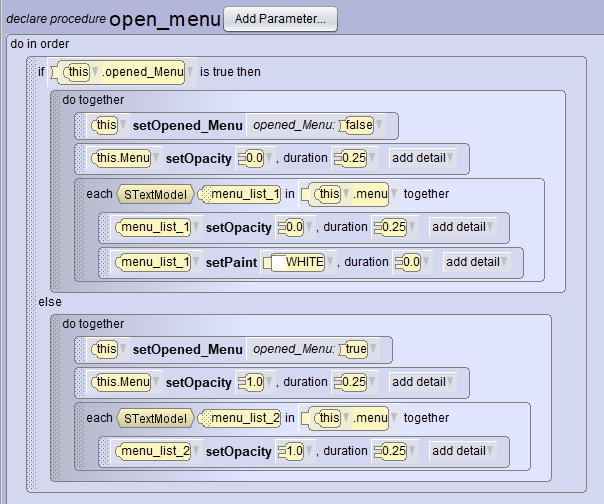 declare procedure open_menu Add Parameter...
do in order
if this .opened_Menu is true then
do together
this setOpened_Menu opened_Menu: false
this.Menu setOpacity 0.0 , duration 0.25 add detail
each STextModel menu_list_1 in this .menu together
menu_list_1 setOpacity 0.0 , duration 0.25 add detail
menu_list_1 setPaint WHITE , duration 0.0 add detail
else
do together
this setOpened_Menu opened_Menu: true
this.Menu setOpacity 1.0 , duration 0.25 add detail
each STextModel menu_list_2 in this .menu together
menu_list_2 setOpacity 1.0 , duration 0.25 add detail